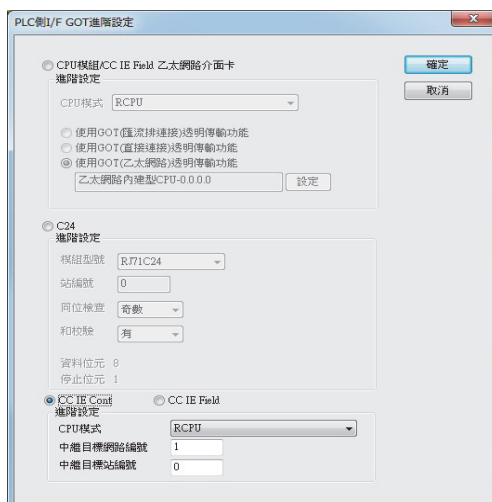 PLC側I/F GOT進階設定
CPU模組/CC IE Field 乙太網路介面卡
確定
進階設定
取消
CPU模式 RCPU
使用GOT(匯流排連接)透明傳輸功能
使用GOT(直接連接)透明傳輸功能
使用GOT(乙太網路)透明傳輸功能
乙太網路內建型CPU-0.0.0.0 設定
C24
進階設定
模組型號 RJ71C24
站編號 0
同位檢查 奇數
和校驗 有
資料位元 8
停止位元 1
CC IE Cont CC IE Field
進階設定
CPU模式 RCPU
中繼目標網路編號 1
中繼目標站編號 0